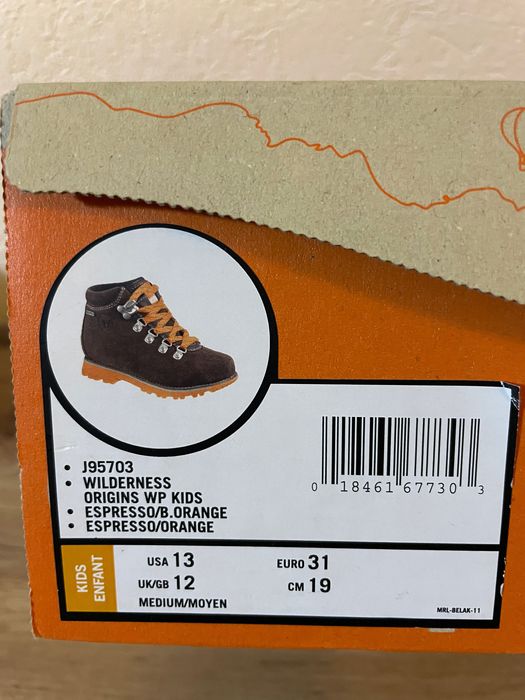 • J95703
• WILDERNESS
ORIGINS WP KIDS
• ESPRESSO/B.ORANGE
• ESPRESSO/ORANGE
0 18461 67730 3
KIDS
ENFANT
USA 13 EURO 31
UK/GB 12 CM 19
MEDIUM/MOYEN
MRL-BELAK-11